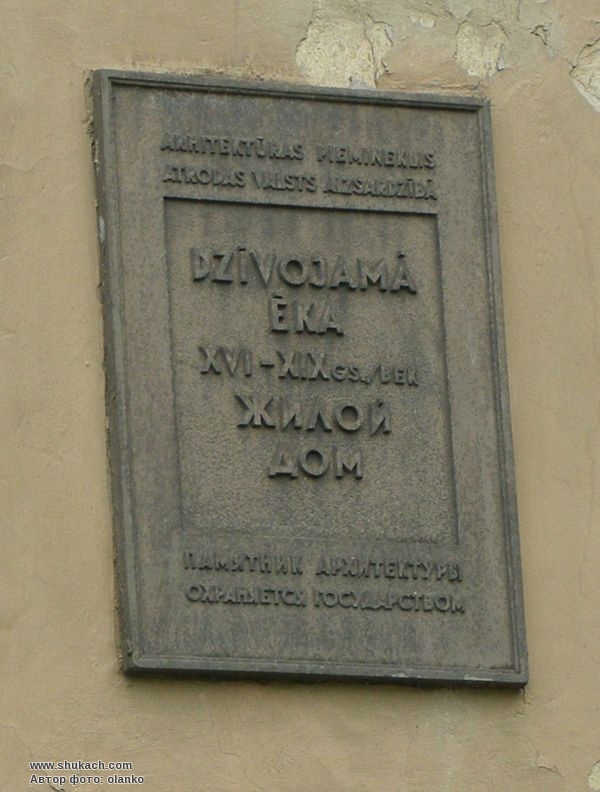 ARHITEKTŪRAS PIEMINEKLIS
ATRODAS VALSTS AIZSARDZĪBĀ
DZĪVOJAMĀ
ĒKA
XVI-XIX GS./ВЕК
ЖИЛОЙ
ДОМ
ПАМЯТНИК АРХИТЕКТУРЫ
ОХРАНЯЕТСЯ ГОСУДАРСТВОМ
www.shukach.com
Автор фото: olanko